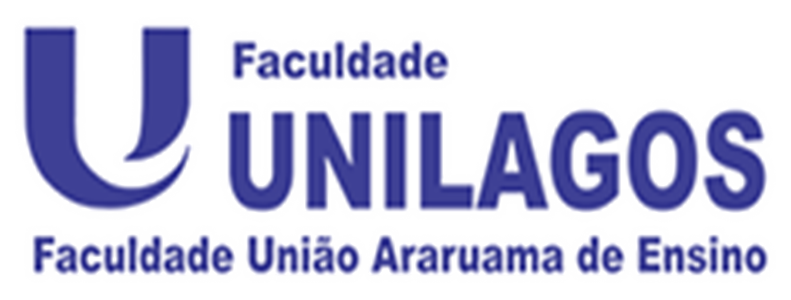 Faculdade
UNILAGOS
Faculdade União Araruama de Ensino